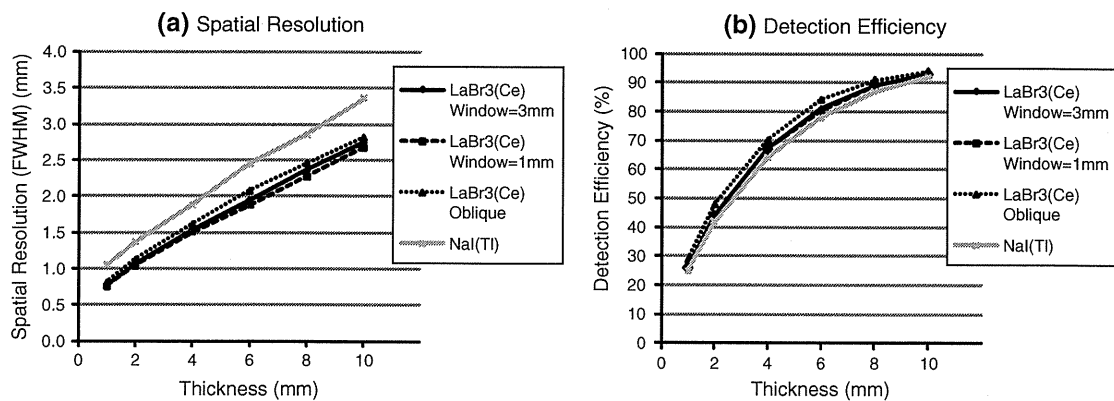 (a) Spatial Resolution
Spatial Resolution (FWHM) (mm)
4.0
3.5
3.0
2.5
2.0
1.5
1.0
0.5
0.0
0 2 4 6 8 10
Thickness (mm)
LaBr3(Ce)
Window=3mm
LaBr3(Ce)
Window=1mm
LaBr3(Ce)
Oblique
NaI(Tl)
(b) Detection Efficiency
Detection Efficiency (%)
100
90
80
70
60
50
40
30
20
10
0
0 2 4 6 8 10
Thickness (mm)
LaBr3(Ce)
Window=3mm
LaBr3(Ce)
Window=1mm
LaBr3(Ce)
Oblique
NaI(Tl)